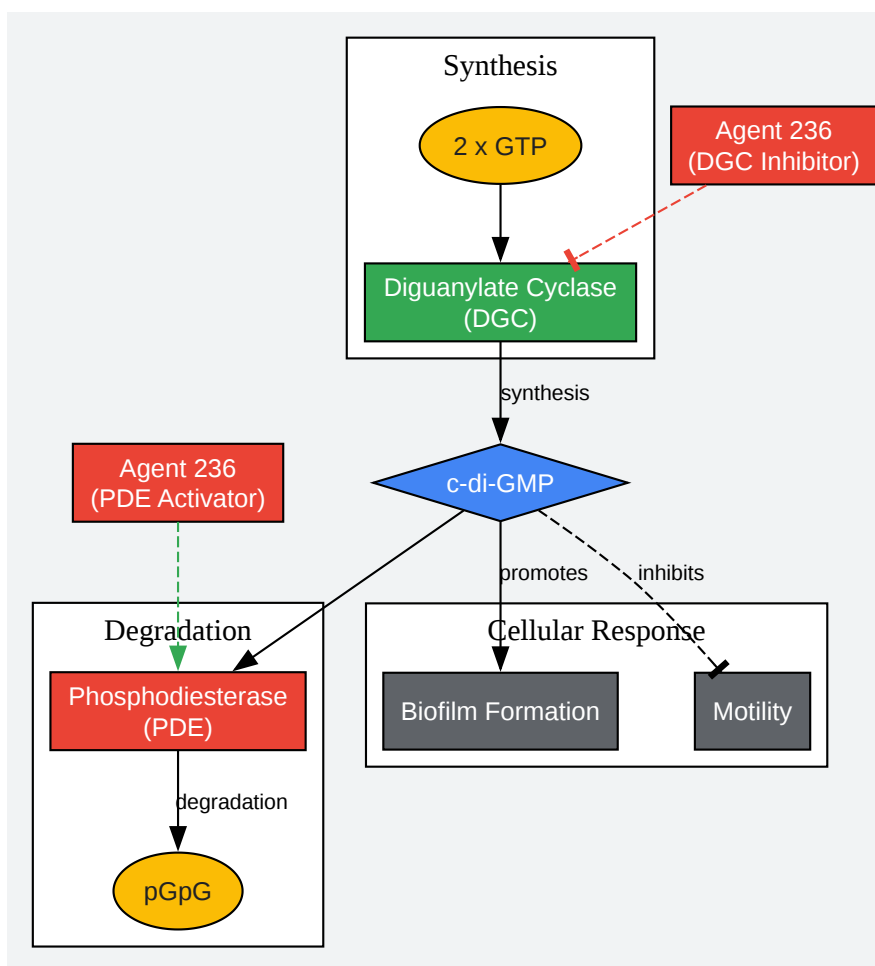 Synthesis
2 x GTP
Agent 236
(DGC Inhibitor)
Diguanylate Cyclase
(DGC)
synthesis
c-di-GMP
Agent 236
(PDE Activator)
promotes
inhibits
Degradation
Cellular Response
Phosphodiesterase
(PDE)
Biofilm Formation
Motility
degradation
pGpG